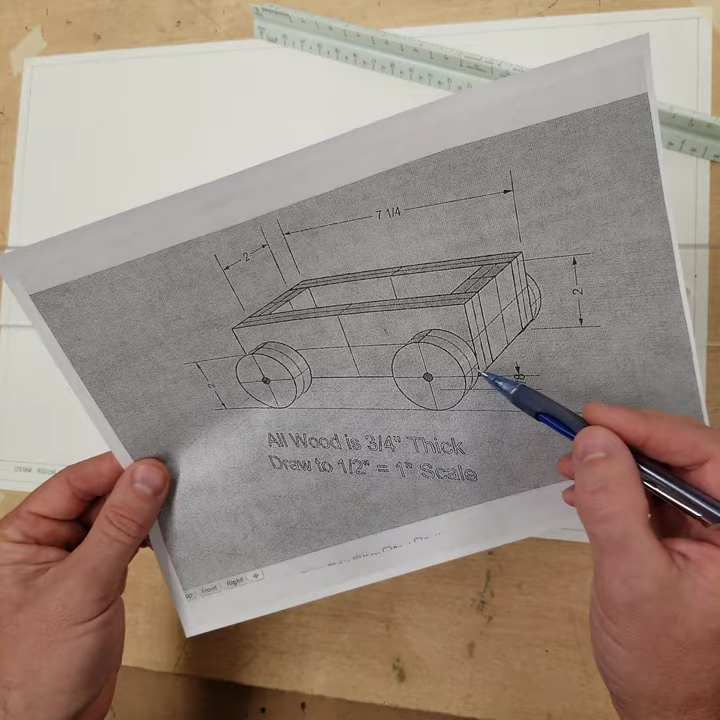 7 1/4
2
2
2
All Wood is 3/4" Thick
Draw to 1/2" = 1" Scale
Front
Right